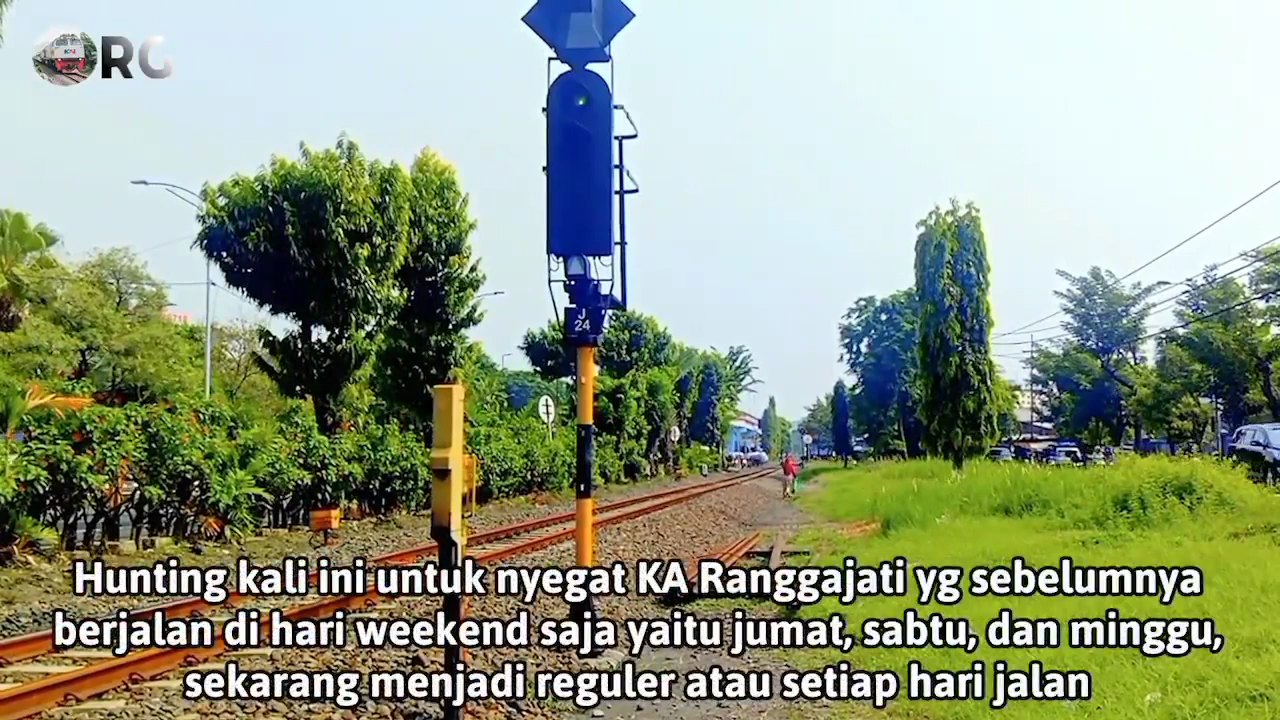 RG
J
24
Hunting kali ini untuk nyegat KA Ranggajati yg sebelumnya
berjalan di hari weekend saja yaitu jumat, sabtu, dan minggu,
sekarang menjadi reguler atau setiap hari jalan